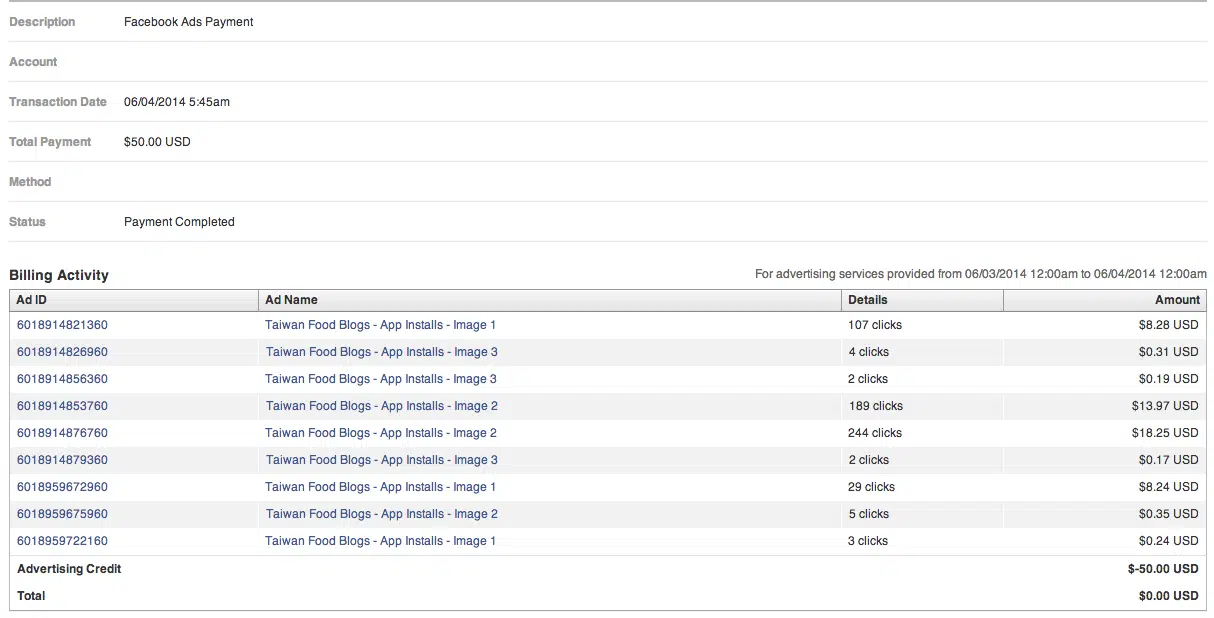 Description Facebook Ads Payment
Account
Transaction Date 06/04/2014 5:45am
Total Payment $50.00 USD
Method
Status Payment Completed
Billing Activity For advertising services provided from 06/03/2014 12:00am to 06/04/2014 12:00am
Ad ID Ad Name Details Amount
6018914821360 Taiwan Food Blogs - App Installs - Image 1 107 clicks $8.28 USD
6018914826960 Taiwan Food Blogs - App Installs - Image 3 4 clicks $0.31 USD
6018914856360 Taiwan Food Blogs - App Installs - Image 3 2 clicks $0.19 USD
6018914853760 Taiwan Food Blogs - App Installs - Image 2 189 clicks $13.97 USD
6018914876760 Taiwan Food Blogs - App Installs - Image 2 244 clicks $18.25 USD
6018914879360 Taiwan Food Blogs - App Installs - Image 3 2 clicks $0.17 USD
6018959672960 Taiwan Food Blogs - App Installs - Image 1 29 clicks $8.24 USD
6018959675960 Taiwan Food Blogs - App Installs - Image 2 5 clicks $0.35 USD
6018959722160 Taiwan Food Blogs - App Installs - Image 1 3 clicks $0.24 USD
Advertising Credit $-50.00 USD
Total $0.00 USD